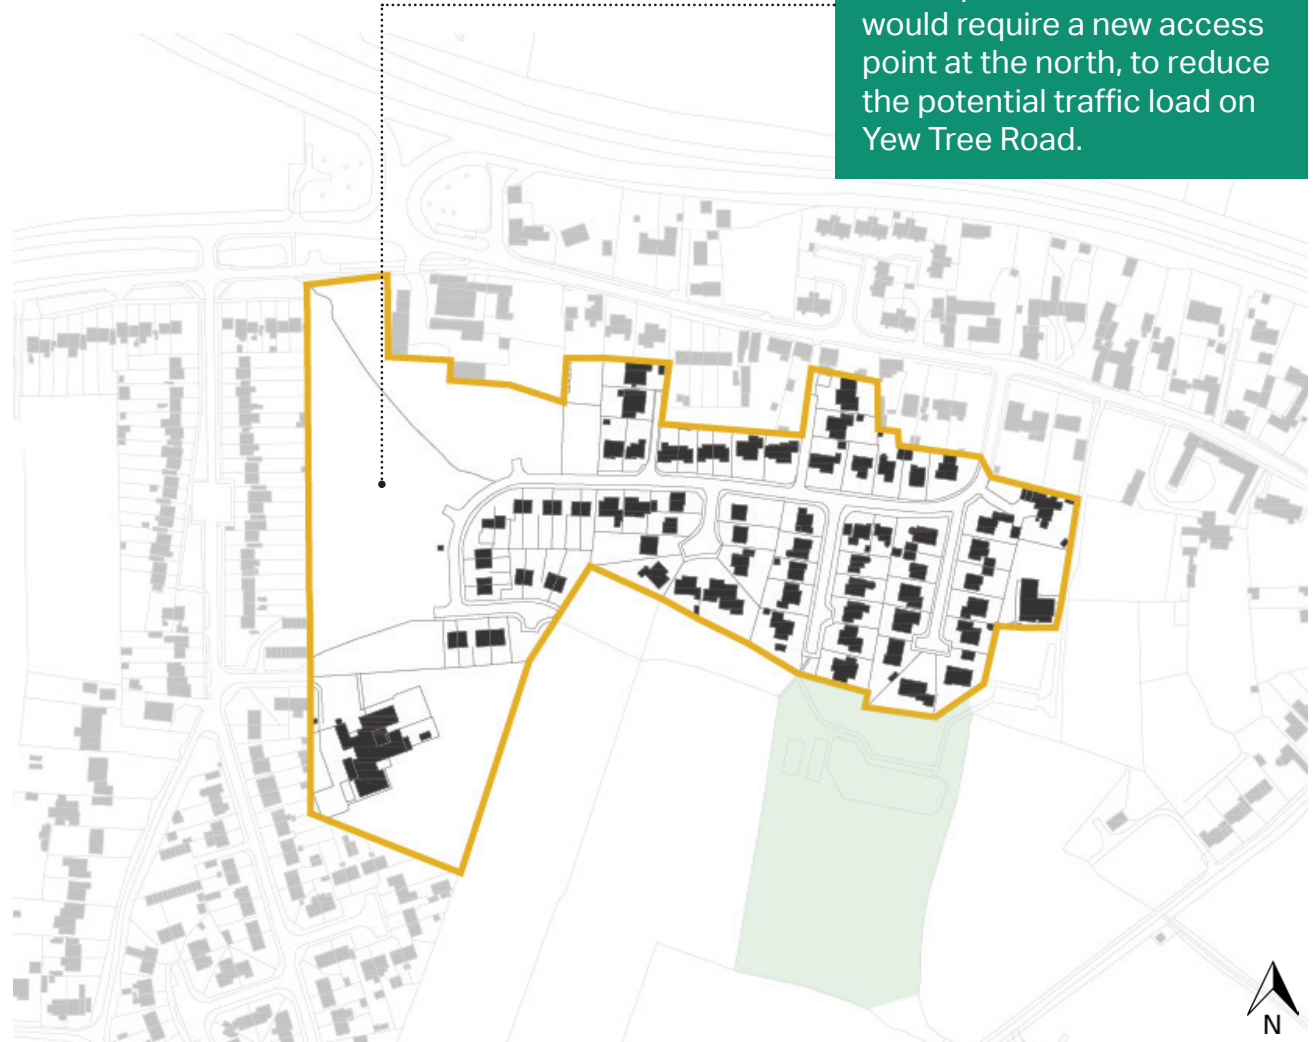 would require a new access
point at the north, to reduce
the potential traffic load on
Yew Tree Road.
N